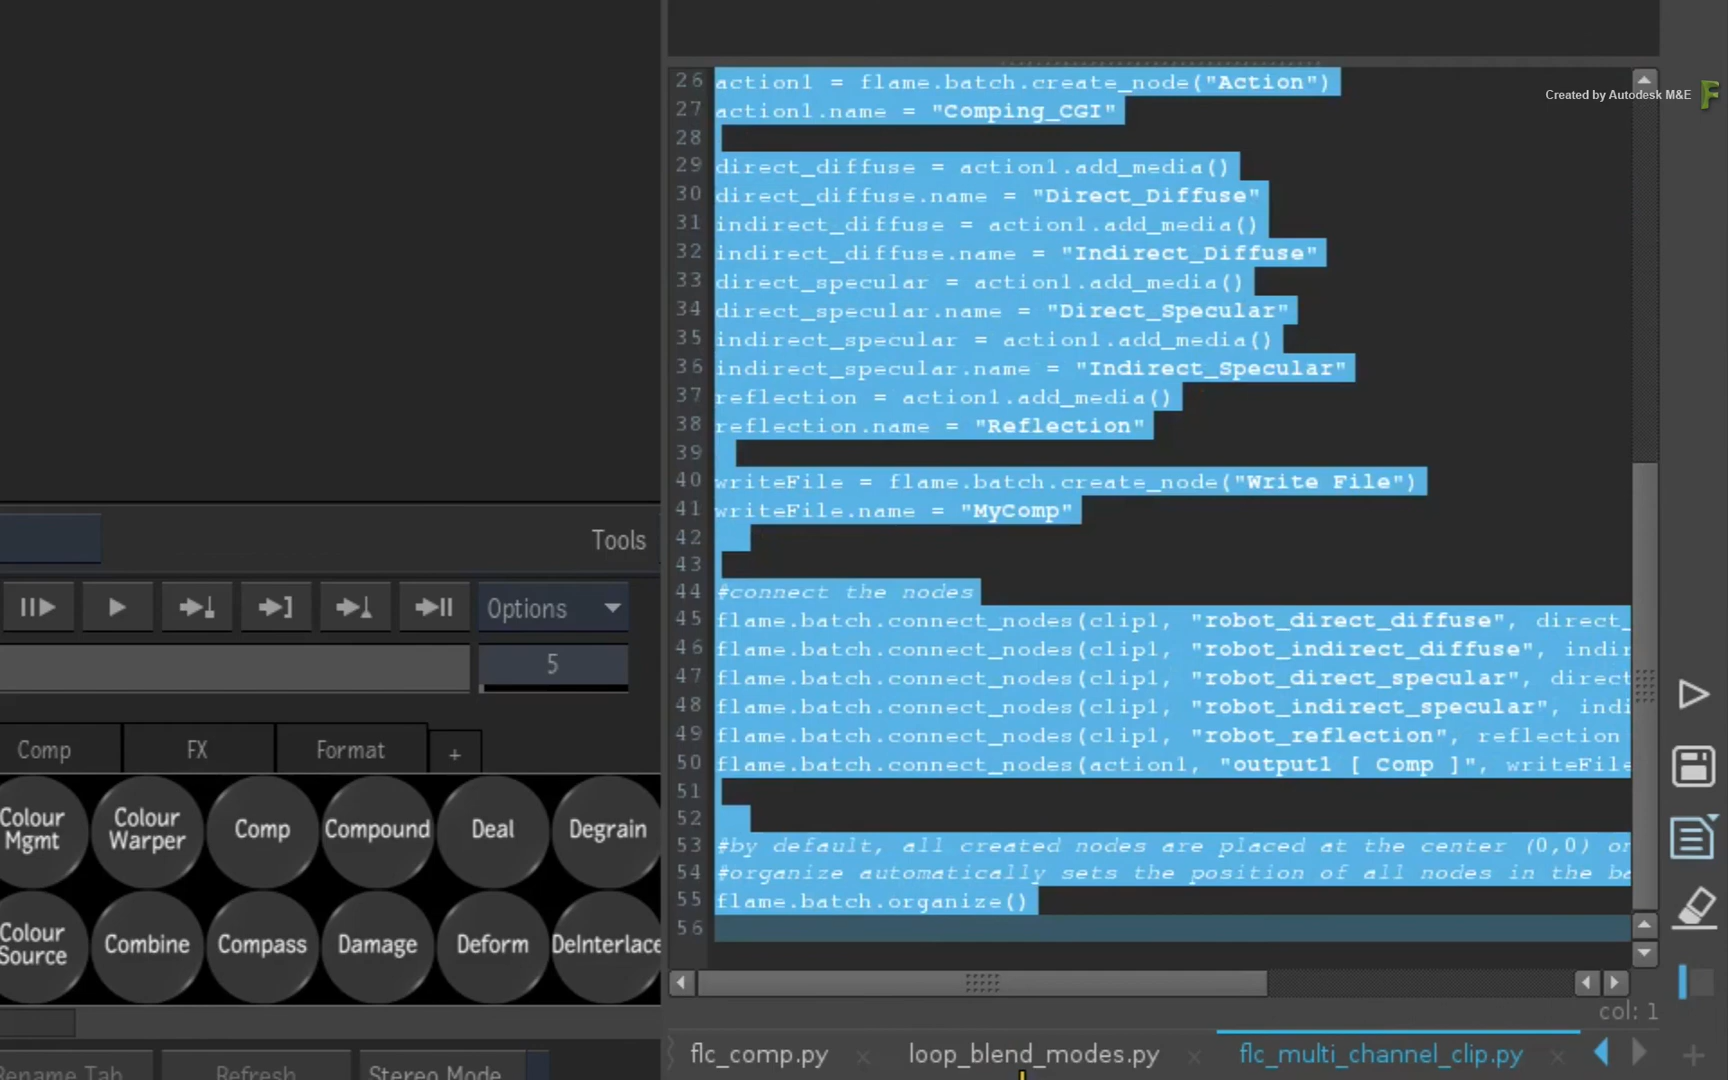 Created by Autodesk M&E
26 action1 = flame.batch.create_node("Action")
27 action1.name = "Comping_CGI"
28
29 direct_diffuse = action1.add_media()
30 direct_diffuse.name = "Direct_Diffuse"
31 indirect_diffuse = action1.add_media()
32 indirect_diffuse.name = "Indirect_Diffuse"
33 direct_specular = action1.add_media()
34 direct_specular.name = "Direct_Specular"
35 indirect_specular = action1.add_media()
36 indirect_specular.name = "Indirect_Specular"
37 reflection = action1.add_media()
38 reflection.name = "Reflection"
39
40 writeFile = flame.batch.create_node("Write File")
41 writeFile.name = "MyComp"
42
43
44 #connect the nodes
45 flame.batch.connect_nodes(clip1, "robot_direct_diffuse", direct_
46 flame.batch.connect_nodes(clip1, "robot_indirect_diffuse", indir
47 flame.batch.connect_nodes(clip1, "robot_direct_specular", direct
48 flame.batch.connect_nodes(clip1, "robot_indirect_specular", indi
49 flame.batch.connect_nodes(clip1, "robot_reflection", reflection
50 flame.batch.connect_nodes(action1, "output1 [ Comp ]", writeFile
51
52
53 #by default, all created nodes are placed at the center (0,0) or
54 #organize automatically sets the position of all nodes in the ba
55 flame.batch.organize()
56
col: 1
flc_comp.py loop_blend_modes.py flc_multi_channel_clip.py
Tools
Options
5
Comp FX Format +
Colour Mgmt
Colour Warper
Comp
Compound
Deal
Degrain
Colour Source
Combine
Compass
Damage
Deform
DeInterlace
Rename Tab Refresh Stereo Mode